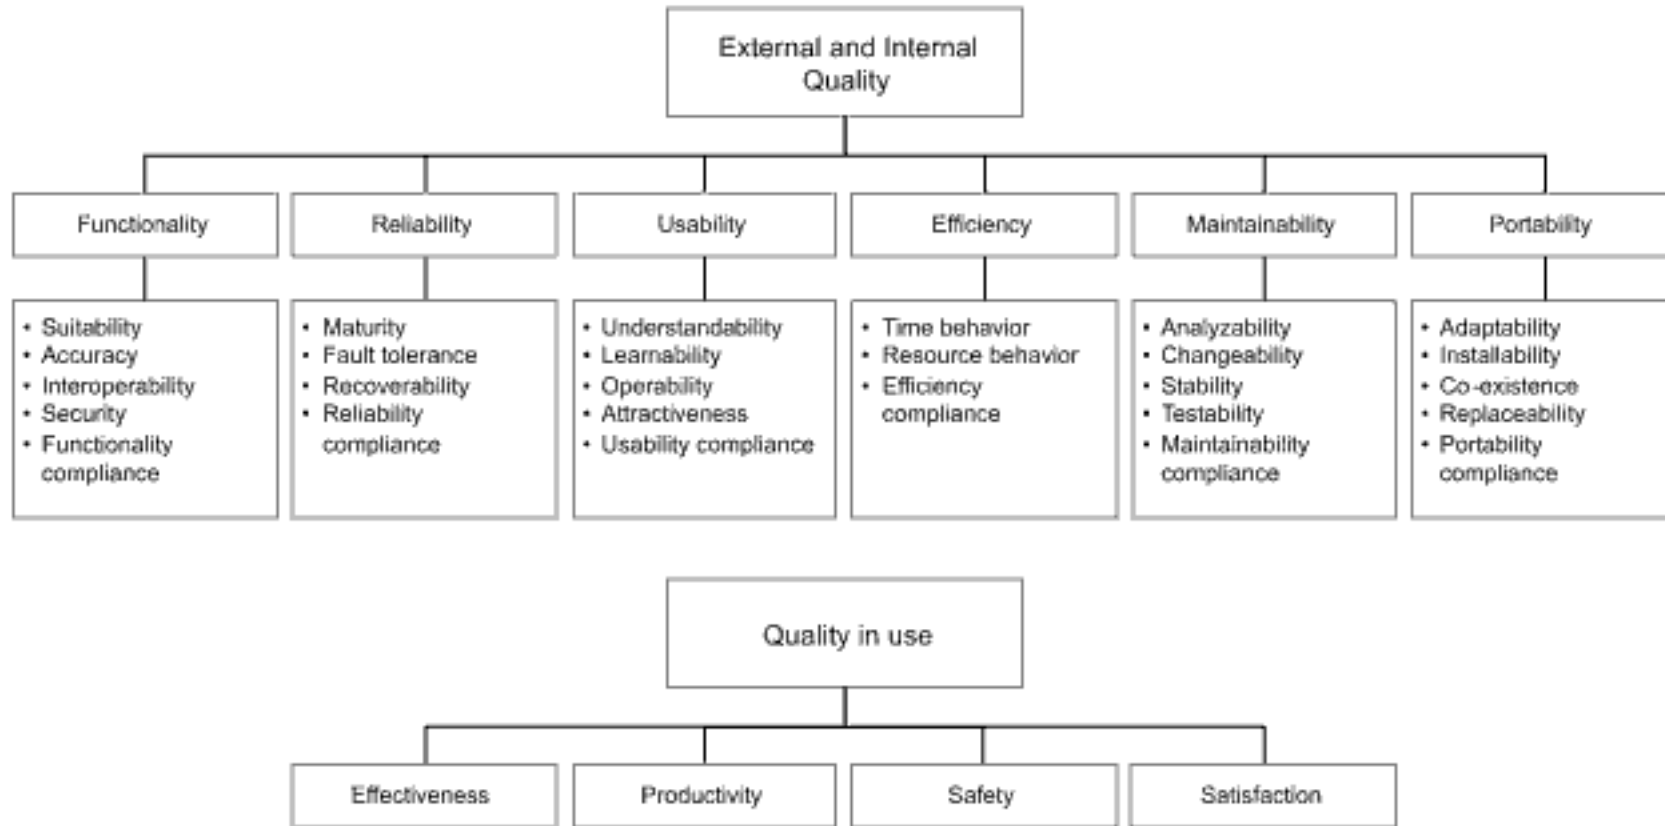 External and Internal
Quality
Functionality
Reliability
Usability
Efficiency
Maintainability
Portability
• Suitability
• Accuracy
• Interoperability
• Security
• Functionality
compliance
• Maturity
• Fault tolerance
• Recoverability
• Reliability
compliance
• Understandability
• Learnability
• Operability
• Attractiveness
• Usability compliance
• Time behavior
• Resource behavior
• Efficiency
compliance
• Analyzability
• Changeability
• Stability
• Testability
• Maintainability
compliance
• Adaptability
• Installability
• Co-existence
• Replaceability
• Portability
compliance
Quality in use
Effectiveness
Productivity
Safety
Satisfaction